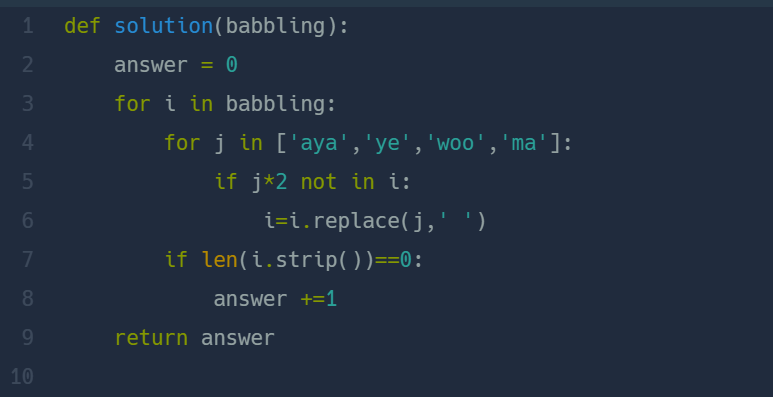 1 def solution(babbling):
2     answer = 0
3     for i in babbling:
4         for j in ['aya','ye','woo','ma']:
5             if j*2 not in i:
6                 i=i.replace(j,' ')
7         if len(i.strip())==0:
8             answer +=1
9     return answer
10